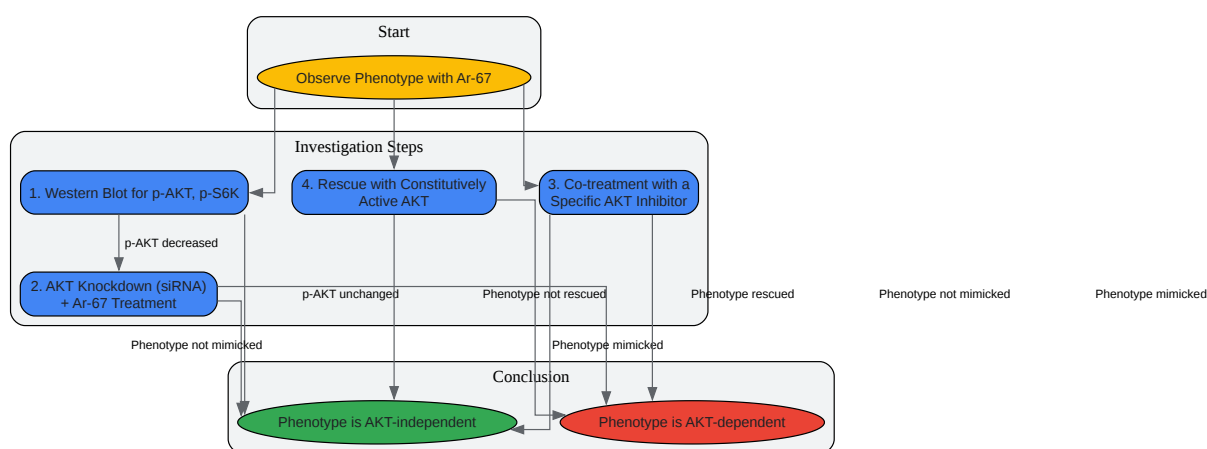 Start
Observe Phenotype with Ar-67
Investigation Steps
1. Western Blot for p-AKT, p-S6K
4. Rescue with Constitutively
Active AKT
3. Co-treatment with a
Specific AKT Inhibitor
p-AKT decreased
2. AKT Knockdown (siRNA)
+ Ar-67 Treatment
p-AKT unchanged
Phenotype not rescued
Phenotype rescued
Phenotype not mimicked
Phenotype mimicked
Phenotype not mimicked
Phenotype mimicked
Conclusion
Phenotype is AKT-independent
Phenotype is AKT-dependent